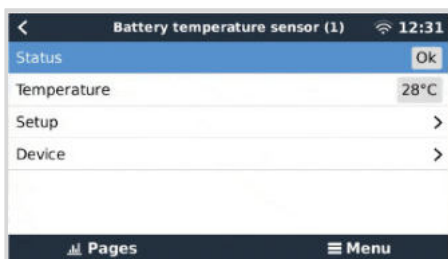 Battery temperature sensor (1) 12:31
Status Ok
Temperature 28°C
Setup
Device
Pages Menu